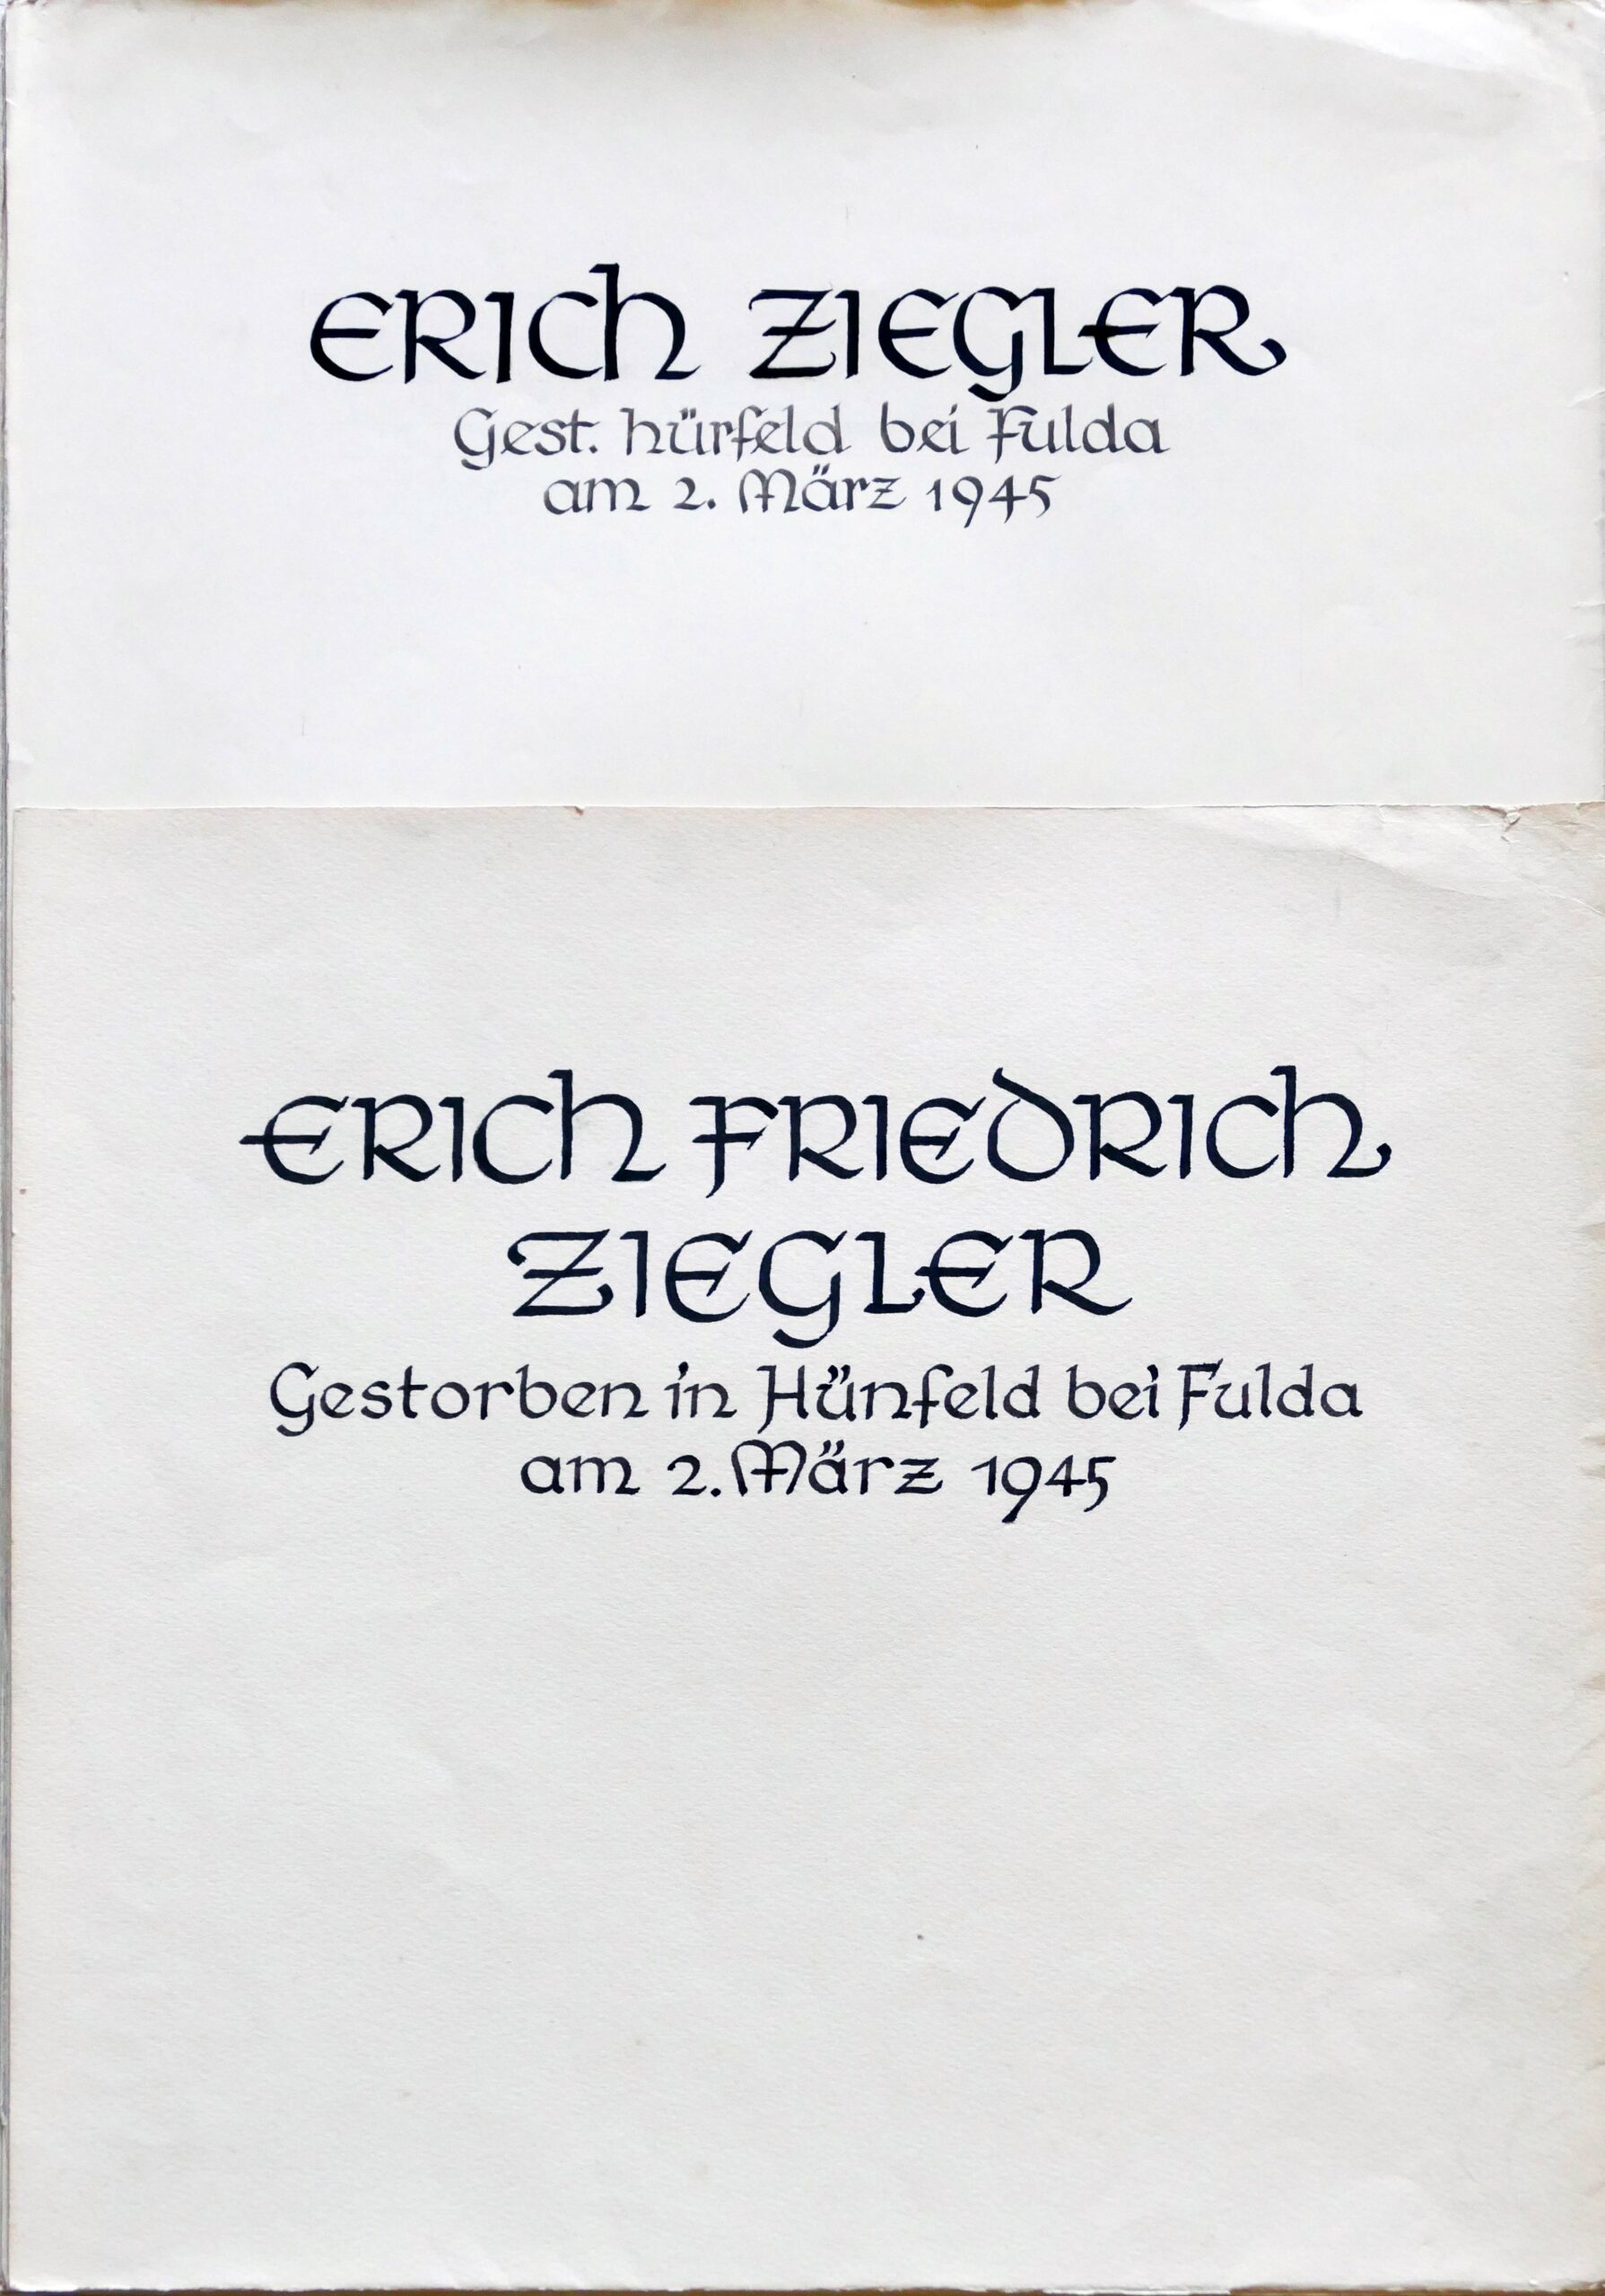 ERICh ZIEGLER
Gest. hürfeld bei Fulda
am 2. März 1945
ERICh FRIEDRICh
ZIEGLER
Gestorben in Hünfeld bei Fulda
am 2. März 1945